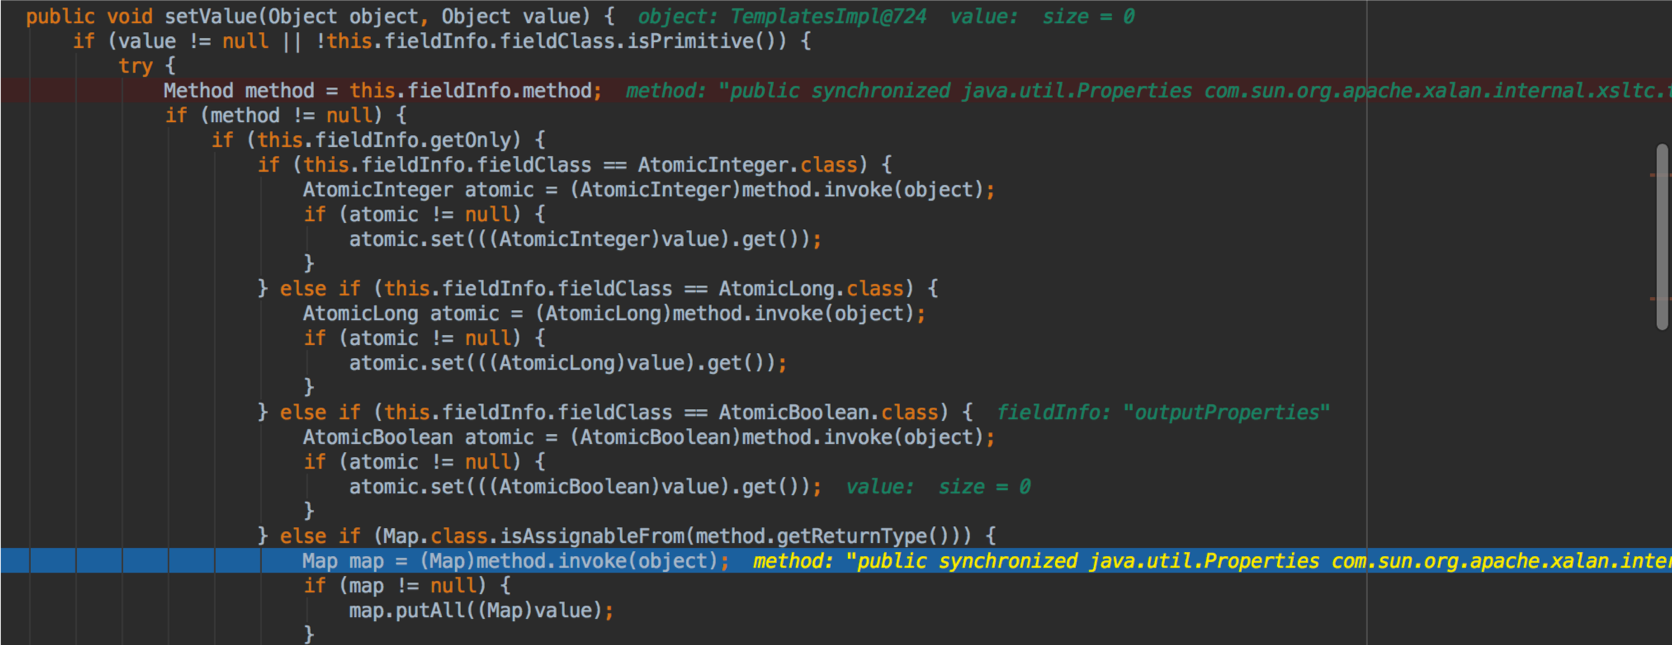 public void setValue(Object object, Object value) {  object: TemplatesImpl@724  value:  size = 0
if (value != null || !this.fieldInfo.fieldClass.isPrimitive()) {
try {
Method method = this.fieldInfo.method;  method: "public synchronized java.util.Properties com.sun.org.apache.xalan.internal.xsltc.
if (method != null) {
if (this.fieldInfo.getOnly) {
if (this.fieldInfo.fieldClass == AtomicInteger.class) {
AtomicInteger atomic = (AtomicInteger)method.invoke(object);
if (atomic != null) {
atomic.set(((AtomicInteger)value).get());
}
} else if (this.fieldInfo.fieldClass == AtomicLong.class) {
AtomicLong atomic = (AtomicLong)method.invoke(object);
if (atomic != null) {
atomic.set(((AtomicLong)value).get());
}
} else if (this.fieldInfo.fieldClass == AtomicBoolean.class) {  fieldInfo: "outputProperties"
AtomicBoolean atomic = (AtomicBoolean)method.invoke(object);
if (atomic != null) {
atomic.set(((AtomicBoolean)value).get());  value:  size = 0
}
} else if (Map.class.isAssignableFrom(method.getReturnType())) {
Map map = (Map)method.invoke(object);  method: "public synchronized java.util.Properties com.sun.org.apache.xalan.inter
if (map != null) {
map.putAll((Map)value);
}